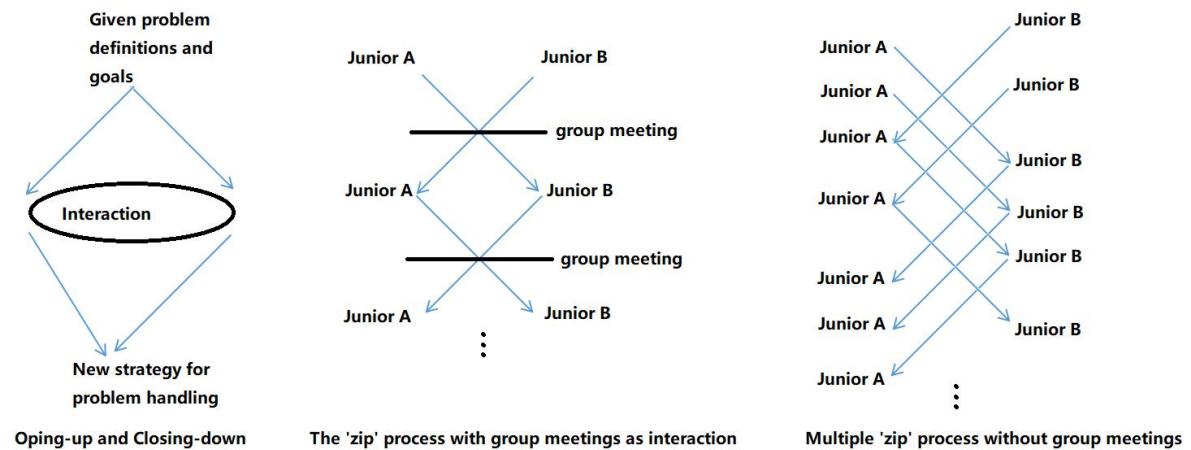 Given problem
definitions and
goals
Interaction
New strategy for
problem handling
Oping-up and Closing-down
Junior A
Junior B
group meeting
Junior A
Junior B
group meeting
Junior A
Junior B
The 'zip' process with group meetings as interaction
Junior B
Junior A
Junior B
Junior A
Junior A
Junior B
Junior A
Junior B
Junior B
Junior A
Junior A
Junior B
Junior A
Multiple 'zip' process without group meetings